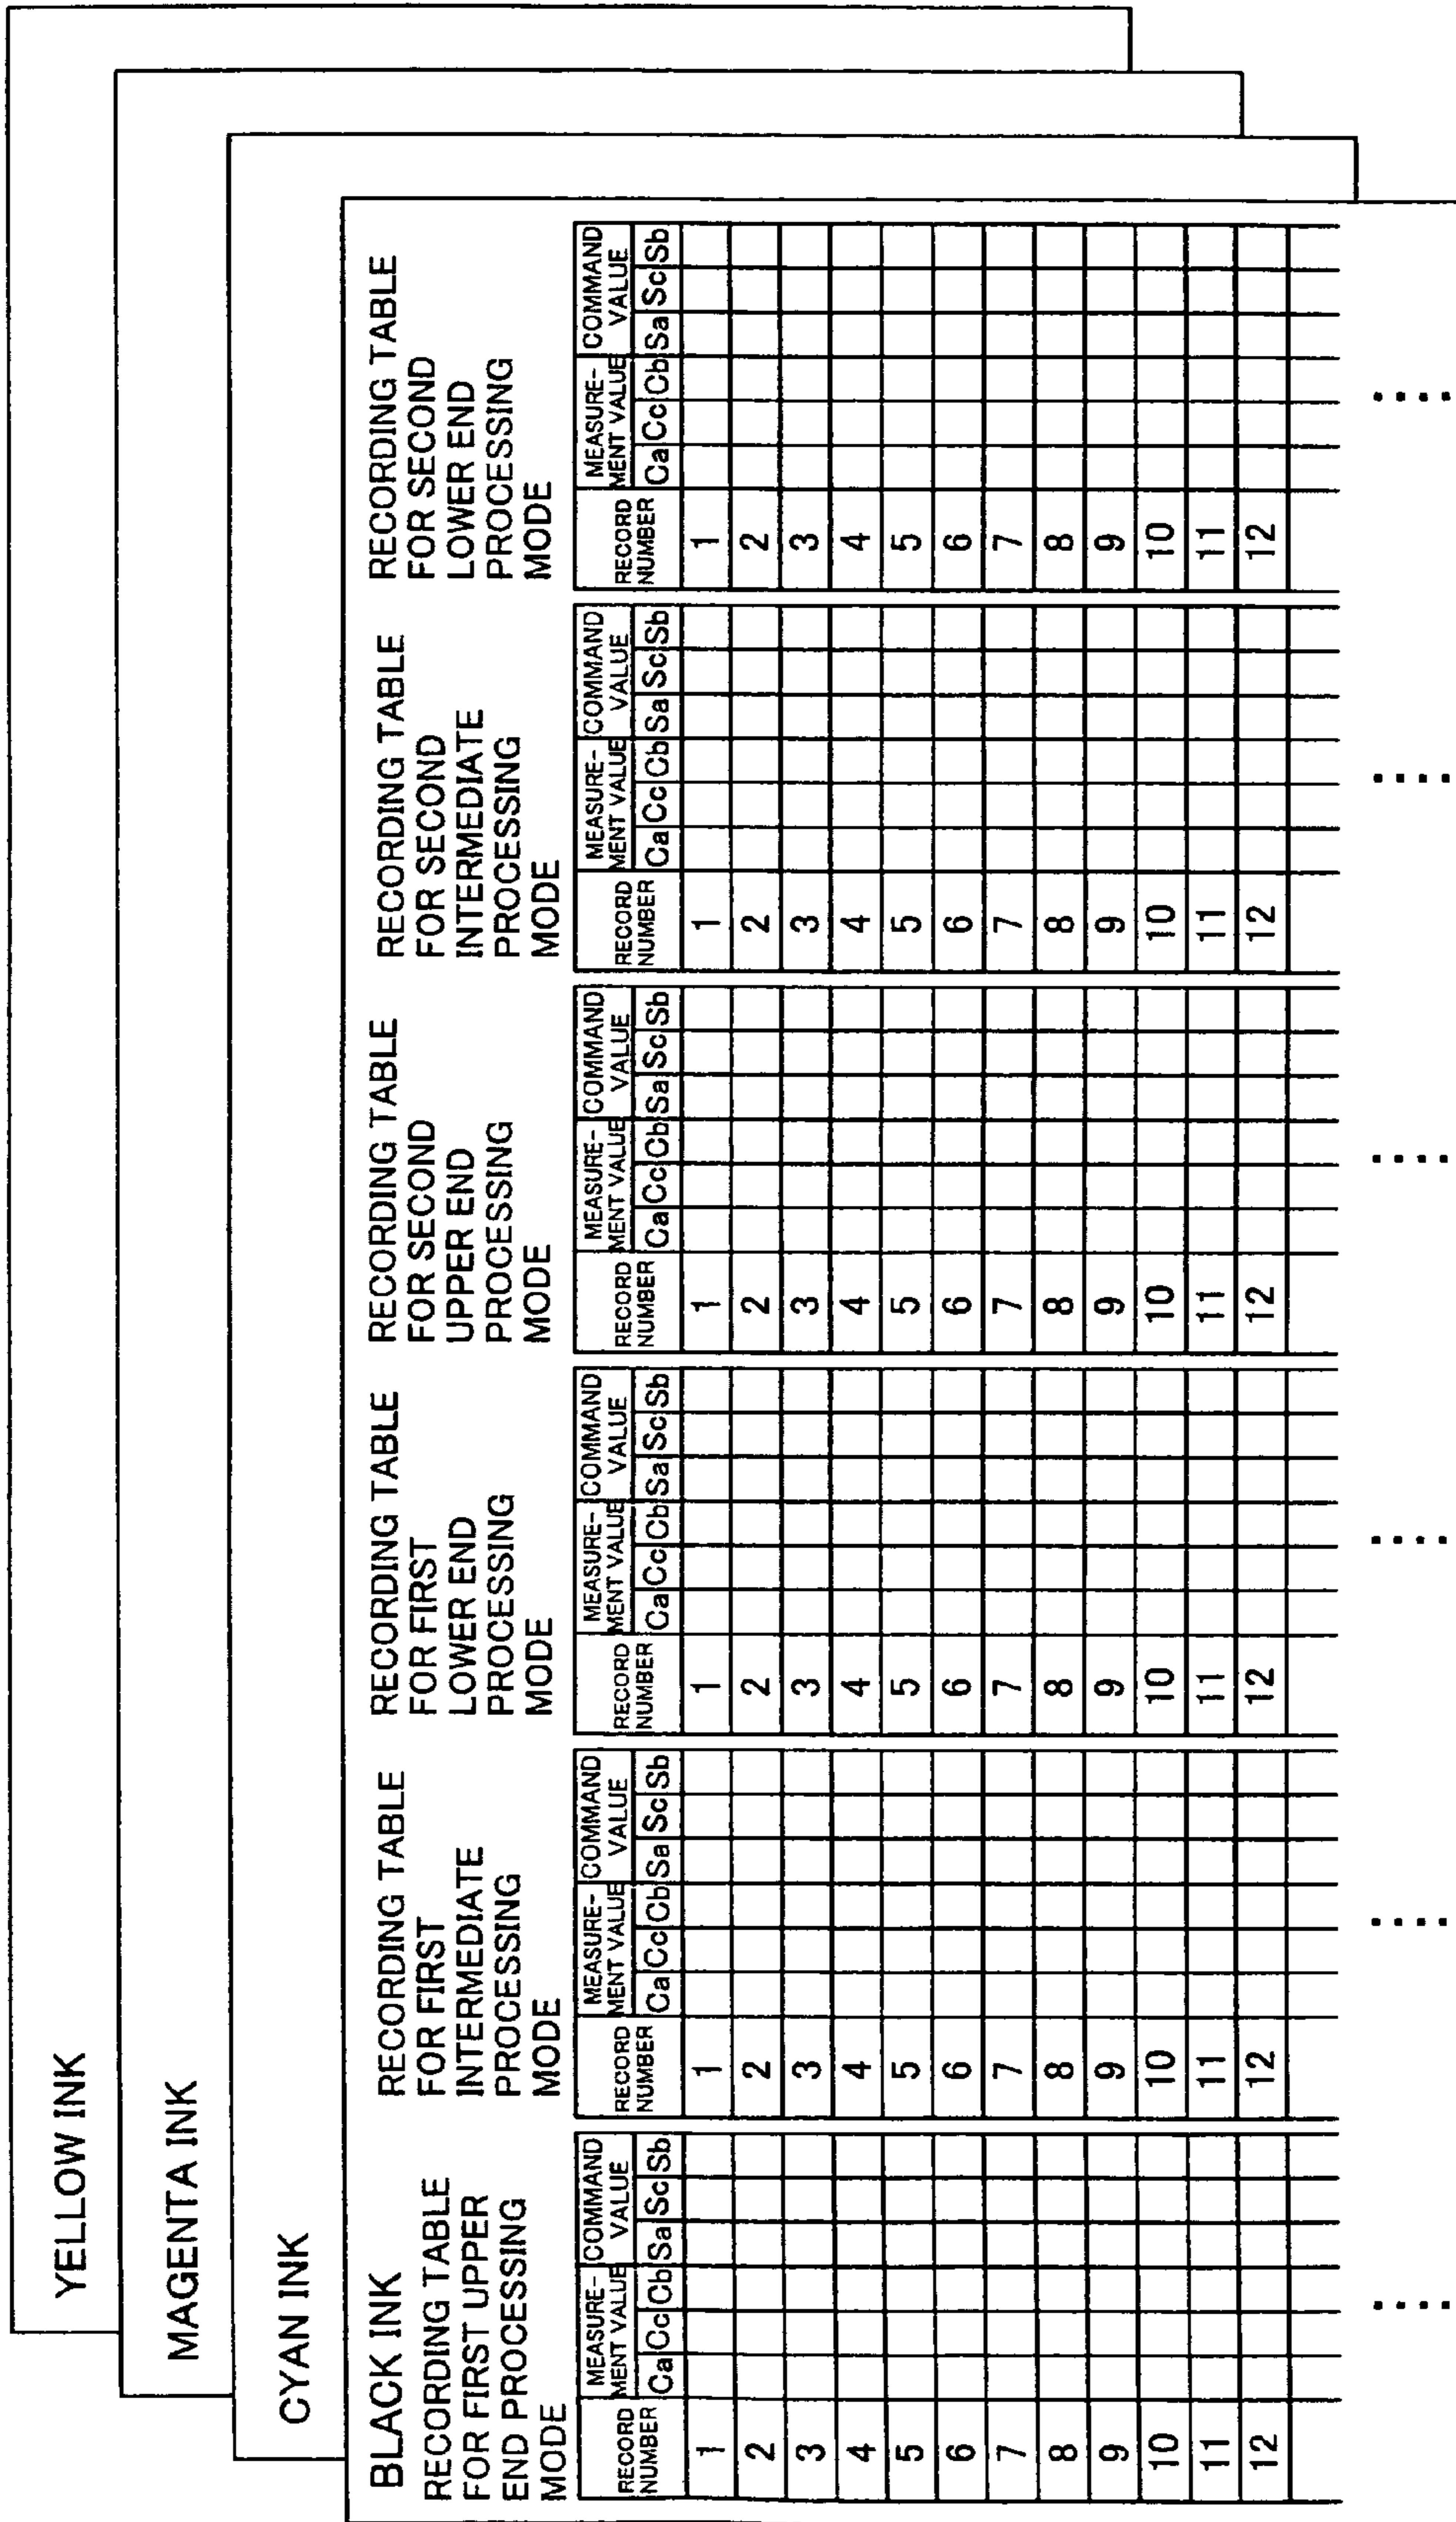 YELLOW INK
MAGENTA INK
CYAN INK
BLACK INK
RECORDING TABLE
FOR FIRST UPPER
END PROCESSING
MODE
RECORD
NUMBER
MEASURE-
MENT VALUE
COMMAND
VALUE
Ca Cc Cb Sa Sc Sb
1
2
3
4
5
6
7
8
9
10
11
12
....
RECORDING TABLE
FOR FIRST
INTERMEDIATE
PROCESSING
MODE
RECORD
NUMBER
MEASURE-
MENT VALUE
COMMAND
VALUE
Ca Cc Cb Sa Sc Sb
1
2
3
4
5
6
7
8
9
10
11
12
....
RECORDING TABLE
FOR FIRST
LOWER END
PROCESSING
MODE
RECORD
NUMBER
MEASURE-
MENT VALUE
COMMAND
VALUE
Ca Cc Cb Sa Sc Sb
1
2
3
4
5
6
7
8
9
10
11
12
....
RECORDING TABLE
FOR SECOND
UPPER END
PROCESSING
MODE
RECORD
NUMBER
MEASURE-
MENT VALUE
COMMAND
VALUE
Ca Cc Cb Sa Sc Sb
1
2
3
4
5
6
7
8
9
10
11
12
....
RECORDING TABLE
FOR SECOND
INTERMEDIATE
PROCESSING
MODE
RECORD
NUMBER
MEASURE-
MENT VALUE
COMMAND
VALUE
Ca Cc Cb Sa Sc Sb
1
2
3
4
5
6
7
8
9
10
11
12
....
RECORDING TABLE
FOR SECOND
LOWER END
PROCESSING
MODE
RECORD
NUMBER
MEASURE-
MENT VALUE
COMMAND
VALUE
Ca Cc Cb Sa Sc Sb
1
2
3
4
5
6
7
8
9
10
11
12
....